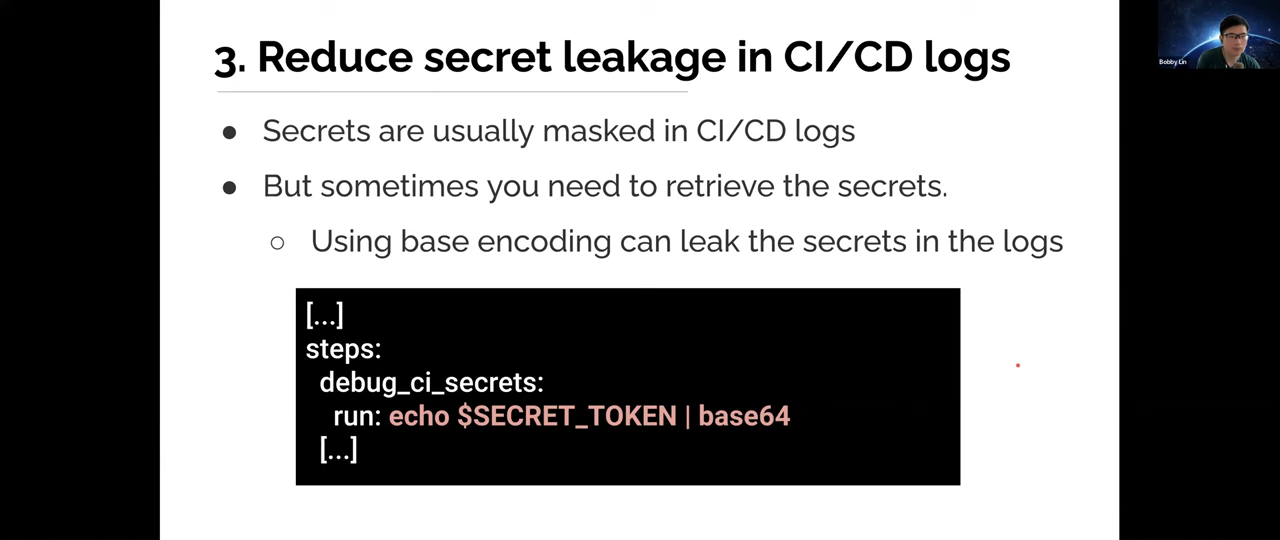 3. Reduce secret leakage in CI/CD logs
● Secrets are usually masked in CI/CD logs
● But sometimes you need to retrieve the secrets.
○ Using base encoding can leak the secrets in the logs
[...]
steps:
debug_ci_secrets:
run: echo $SECRET_TOKEN | base64
[...]
Bobby Lin